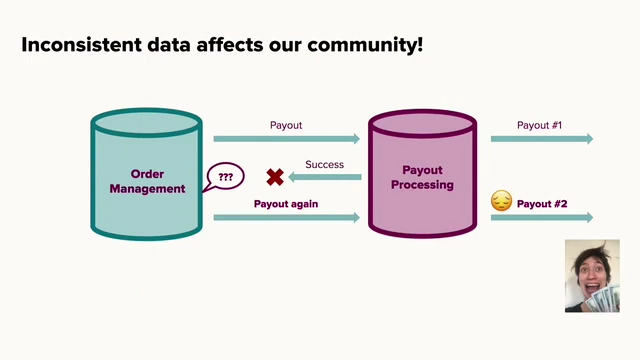 Inconsistent data affects our community!
Payout
Payout #1
Order
Management
???
Success
Payout
Processing
Payout again
Payout #2